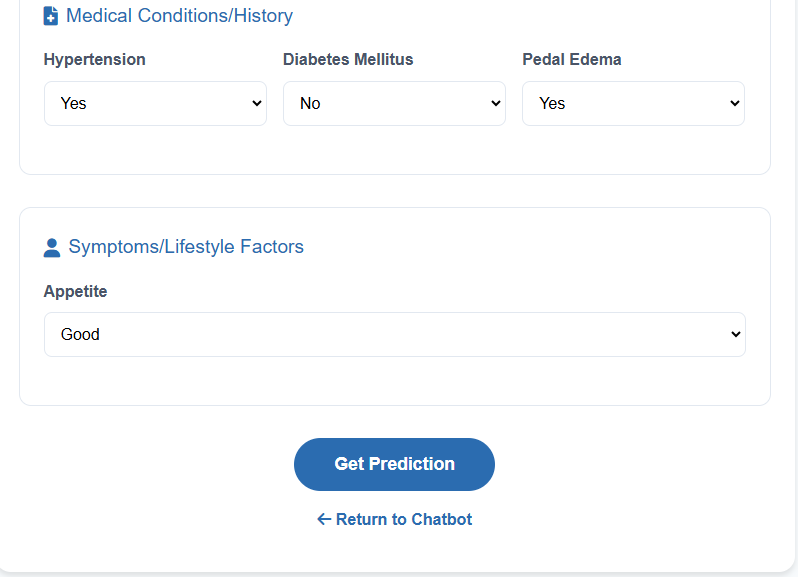 Medical Conditions/History
Hypertension Diabetes Mellitus Pedal Edema
Yes No Yes
Symptoms/Lifestyle Factors
Appetite
Good
Get Prediction
Return to Chatbot